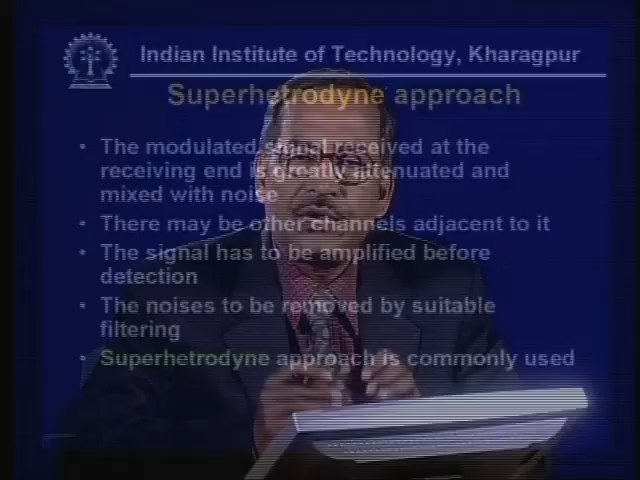 Indian Institute of Technology, Kharagpur
Superhetrodyne approach
• The modulated signal received at the
receiving end is greatly attenuated and
mixed with noise
• There may be other channels adjacent to it
• The signal has to be amplified before
detection
• The noises to be removed by suitable
filtering
• Superhetrodyne approach is commonly used